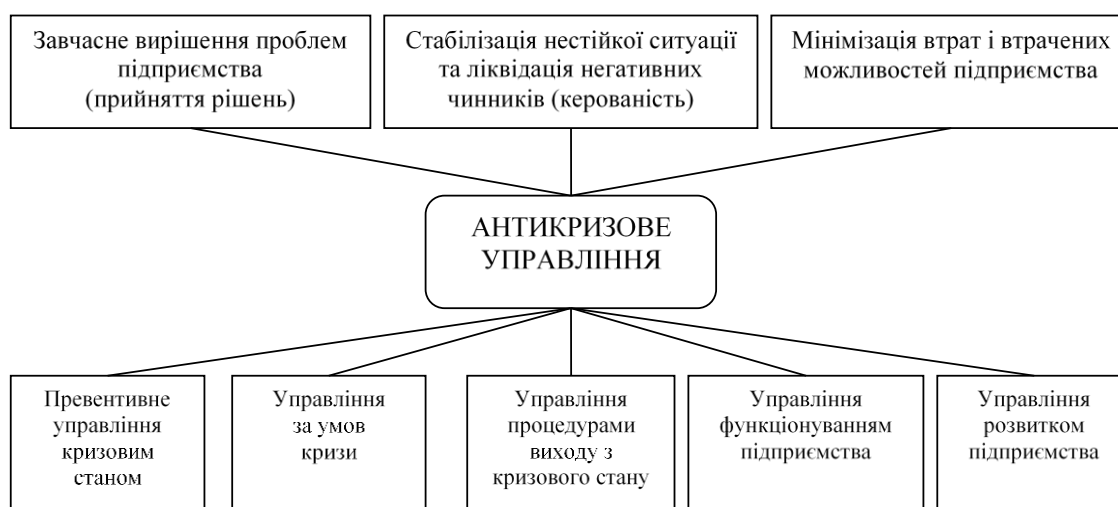 Завчасне вирішення проблем
підприємства
(прийняття рішень)
Стабілізація нестійкої ситуації
та ліквідація негативних
чинників (керованість)
Мінімізація втрат і втрачених
можливостей підприємства
АНТИКРИЗОВЕ
УПРАВЛІННЯ
Превентивне
управління
кризовим
станом
Управління
за умов
кризи
Управління
процедурами
виходу з
кризового стану
Управління
функціонуванням
підприємства
Управління
розвитком
підприємства